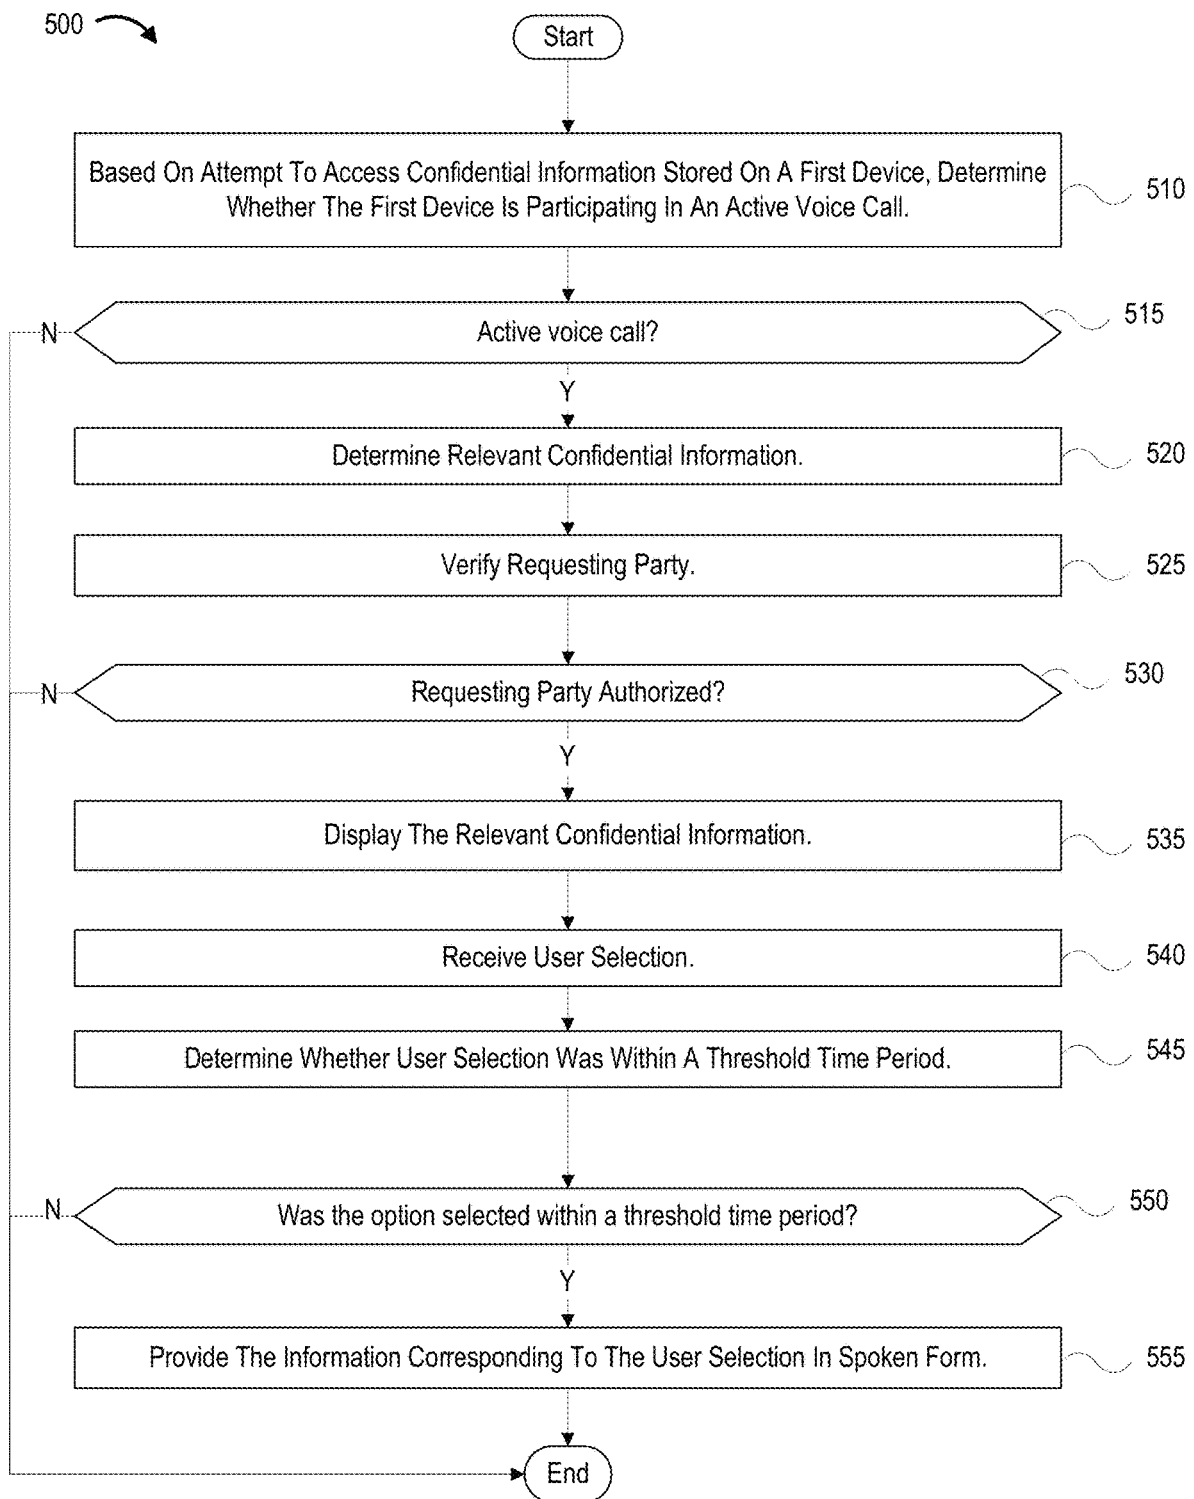 500
Start
Based On Attempt To Access Confidential Information Stored On A First Device, Determine
Whether The First Device Is Participating In An Active Voice Call.
510
N
Active voice call?
515
Y
Determine Relevant Confidential Information.
520
Verify Requesting Party.
525
N
Requesting Party Authorized?
530
Y
Display The Relevant Confidential Information.
535
Receive User Selection.
540
Determine Whether User Selection Was Within A Threshold Time Period.
545
N
Was the option selected within a threshold time period?
550
Y
Provide The Information Corresponding To The User Selection In Spoken Form.
555
End